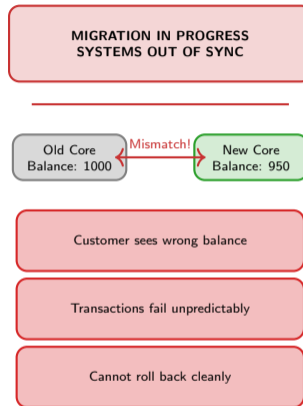 MIGRATION IN PROGRESS
SYSTEMS OUT OF SYNC
Old Core
Balance: 1000
Mismatch!
New Core
Balance: 950
Customer sees wrong balance
Transactions fail unpredictably
Cannot roll back cleanly